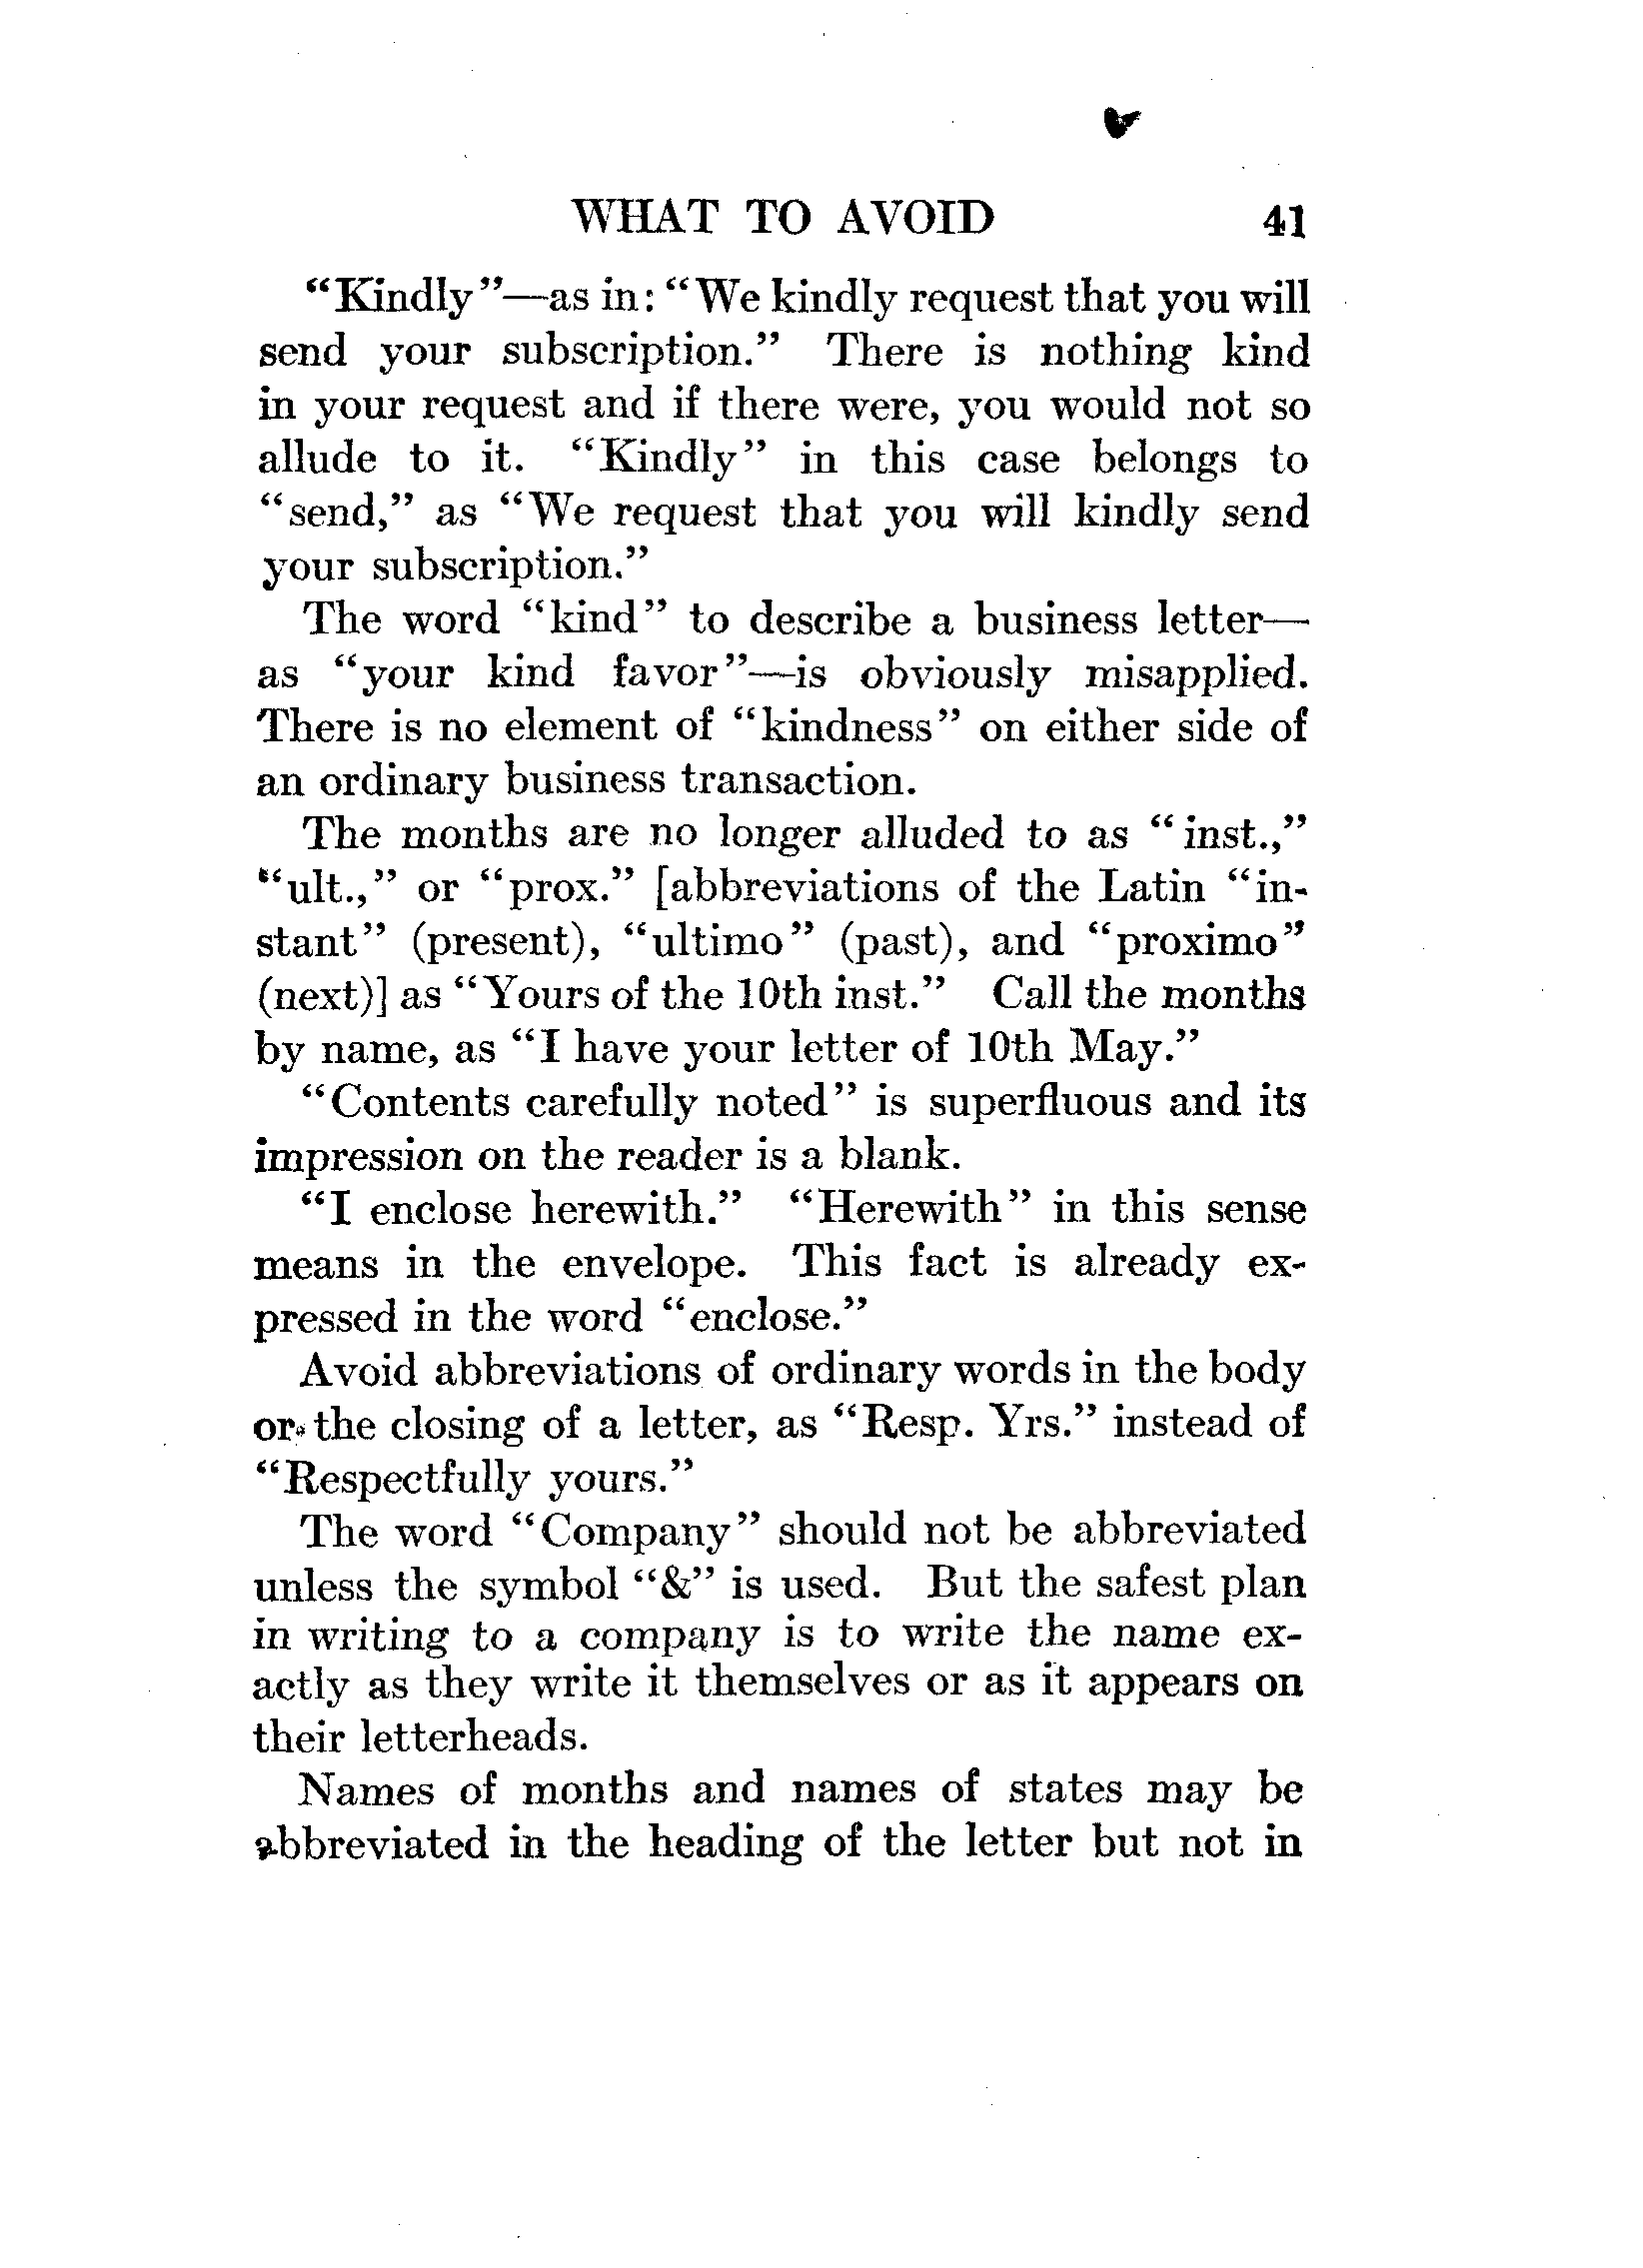 WHAT TO AVOID 41
“Kindly”—as in: “We kindly request that you will
send your subscription.” There is nothing kind
in your request and if there were, you would not so
allude to it. “Kindly” in this case belongs to
“send,” as “We request that you will kindly send
your subscription.”
The word “kind” to describe a business letter—
as “your kind favor”—is obviously misapplied.
There is no element of “kindness” on either side of
an ordinary business transaction.
The months are no longer alluded to as “inst.,”
“ult.,” or “prox.” [abbreviations of the Latin “in-
stant” (present), “ultimo” (past), and “proximo”
(next)] as “Yours of the 10th inst.” Call the months
by name, as “I have your letter of 10th May.”
“Contents carefully noted” is superfluous and its
impression on the reader is a blank.
“I enclose herewith.” “Herewith” in this sense
means in the envelope. This fact is already ex-
pressed in the word “enclose.”
Avoid abbreviations of ordinary words in the body
or the closing of a letter, as “Resp. Yrs.” instead of
“Respectfully yours.”
The word “Company” should not be abbreviated
unless the symbol “&” is used. But the safest plan
in writing to a company is to write the name ex-
actly as they write it themselves or as it appears on
their letterheads.
Names of months and names of states may be
abbreviated in the heading of the letter but not in